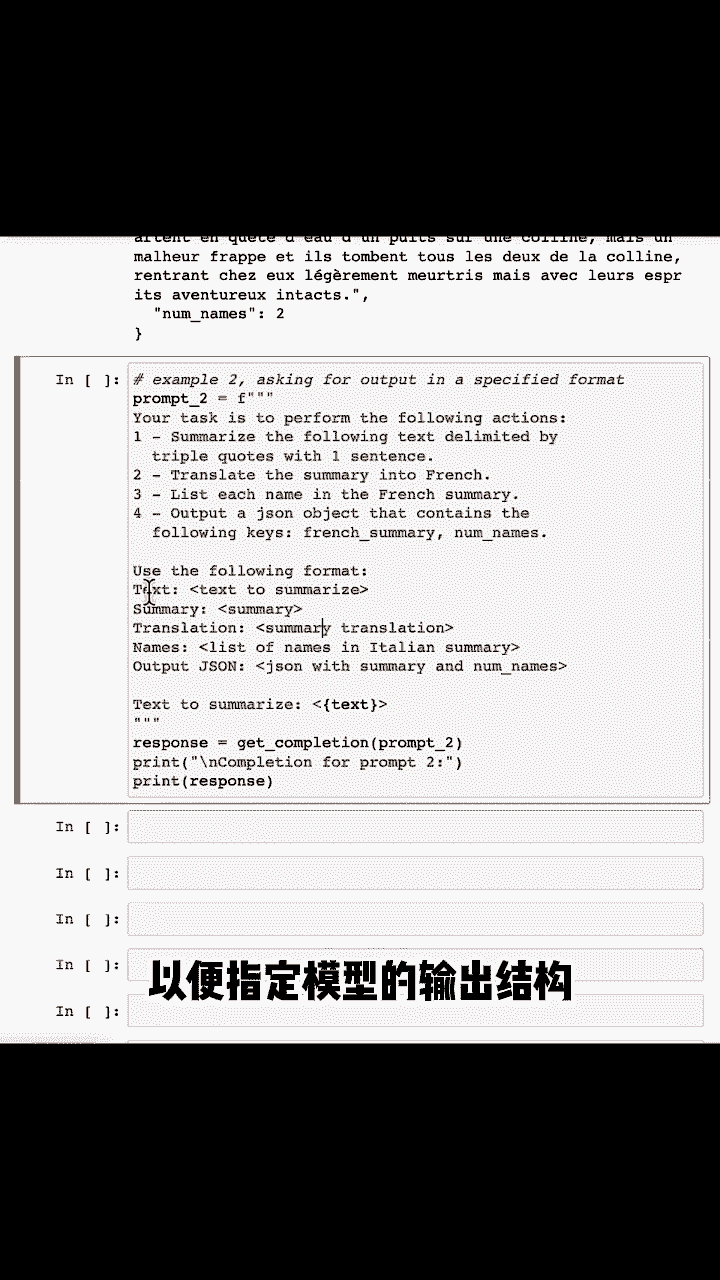 artent en quête d'eau d'un puits sur une colline, mais un
malheur frappe et ils tombent tous les deux de la colline,
rentrant chez eux légèrement meurtris mais avec leurs espr
its aventureux intacts.",
"num_names": 2
}
In [ ]:
# example 2, asking for output in a specified format
prompt_2 = f"""
Your task is to perform the following actions:
1 - Summarize the following text delimited by
triple quotes with 1 sentence.
2 - Translate the summary into French.
3 - List each name in the French summary.
4 - Output a json object that contains the
following keys: french_summary, num_names.
Use the following format:
Text: <text to summarize>
Summary: <summary>
Translation: <summary translation>
Names: <list of names in Italian summary>
Output JSON: <json with summary and num_names>
Text to summarize: <{text}>
"""
response = get_completion(prompt_2)
print("\nCompletion for prompt 2:")
print(response)
In [ ]:
In [ ]:
In [ ]:
In [ ]:
以便指定模型的输出结构
In [ ]: